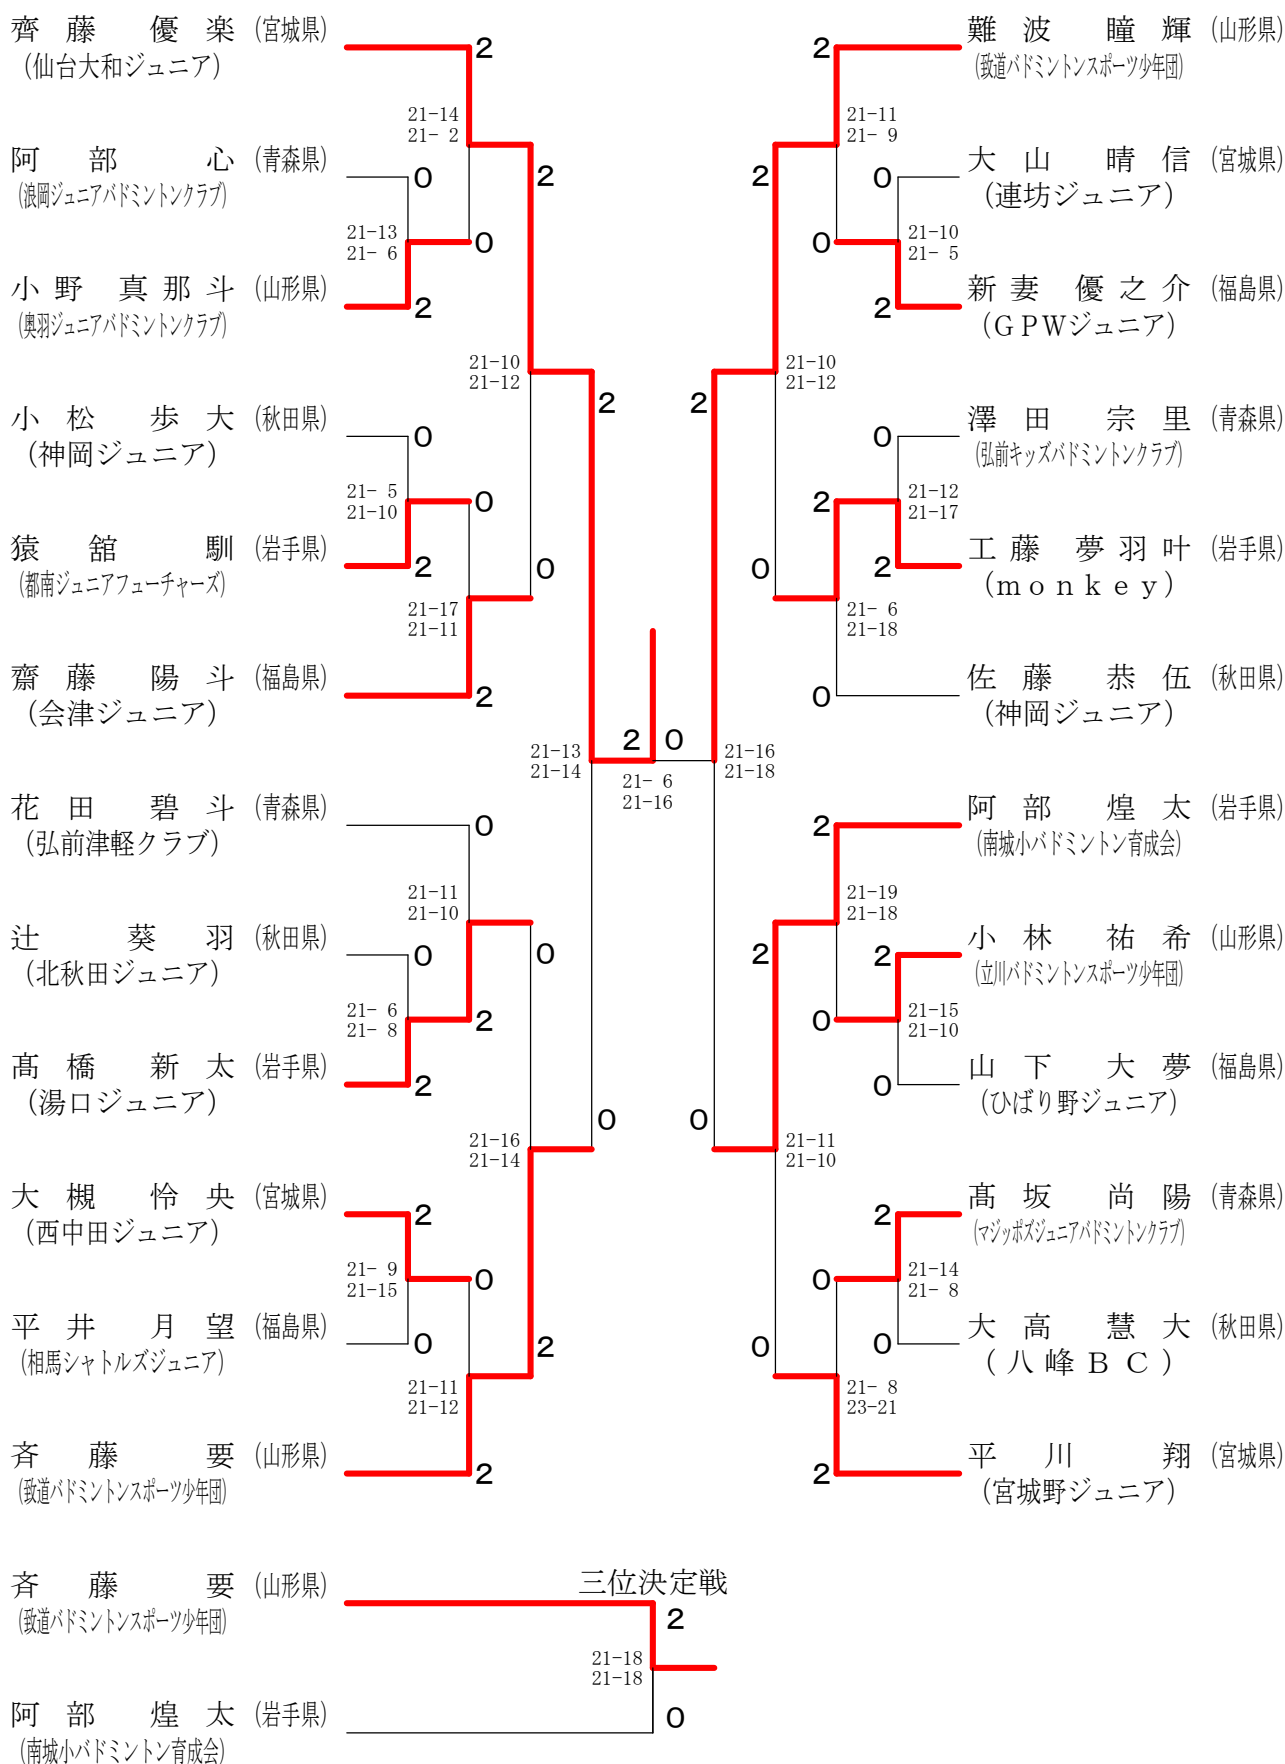 齊藤 優楽 (宮城県)
(仙台大和ジュニア)
2
21-14
21- 2
阿部 心 (青森県)
(浪岡ジュニアバドミントンクラブ)
0
2
21-13
21- 6
0
小野 真那斗 (山形県)
(奥羽ジュニアバドミントンクラブ)
2
21-10
21-12
2
小松 歩大 (秋田県)
(神岡ジュニア)
0
21- 5
21-10
0
猿舘 馴 (岩手県)
(都南ジュニアフューチャーズ)
2
0
21-17
21-11
齋藤 陽斗 (福島県)
(会津ジュニア)
2
21-13
21-14
花田 碧斗 (青森県)
(弘前津軽クラブ)
0
21-11
21-10
辻 葵羽 (秋田県)
(北秋田ジュニア)
0
0
21- 6
21- 8
2
髙橋 新太 (岩手県)
(湯口ジュニア)
2
0
21-16
21-14
大槻 怜央 (宮城県)
(西中田ジュニア)
2
21- 9
21-15
0
平井 月望 (福島県)
(相馬シャトルズジュニア)
0
2
21-11
21-12
斉藤 要 (山形県)
(致道バドミントンスポーツ少年団)
2
2 0
21- 6
21-16
難波 瞳輝 (山形県)
(致道バドミントンスポーツ少年団)
2
21-11
21- 9
大山 晴信 (宮城県)
(連坊ジュニア)
0
2
21-10
21- 5
0
新妻 優之介 (福島県)
(GPWジュニア)
2
21-10
21-12
2
澤田 宗里 (青森県)
(弘前キッズバドミントンクラブ)
0
21-12
21-17
2
工藤 夢羽叶 (岩手県)
(monkey)
2
0
21- 6
21-18
佐藤 恭伍 (秋田県)
(神岡ジュニア)
0
21-16
21-18
阿部 煌太 (岩手県)
(南城小バドミントン育成会)
2
21-19
21-18
小林 祐希 (山形県)
(立川バドミントンスポーツ少年団)
2
2
21-15
21-10
0
山下 大夢 (福島県)
(ひばり野ジュニア)
0
0
21-11
21-10
髙坂 尚陽 (青森県)
(マジッポズジュニアバドミントンクラブ)
2
21-14
21- 8
0
大高 慧大 (秋田県)
(八峰BC)
0
0
21- 8
23-21
平川 翔 (宮城県)
(宮城野ジュニア)
2
三位決定戦
斉藤 要 (山形県)
(致道バドミントンスポーツ少年団)
2
21-18
21-18
阿部 煌太 (岩手県)
(南城小バドミントン育成会)
0